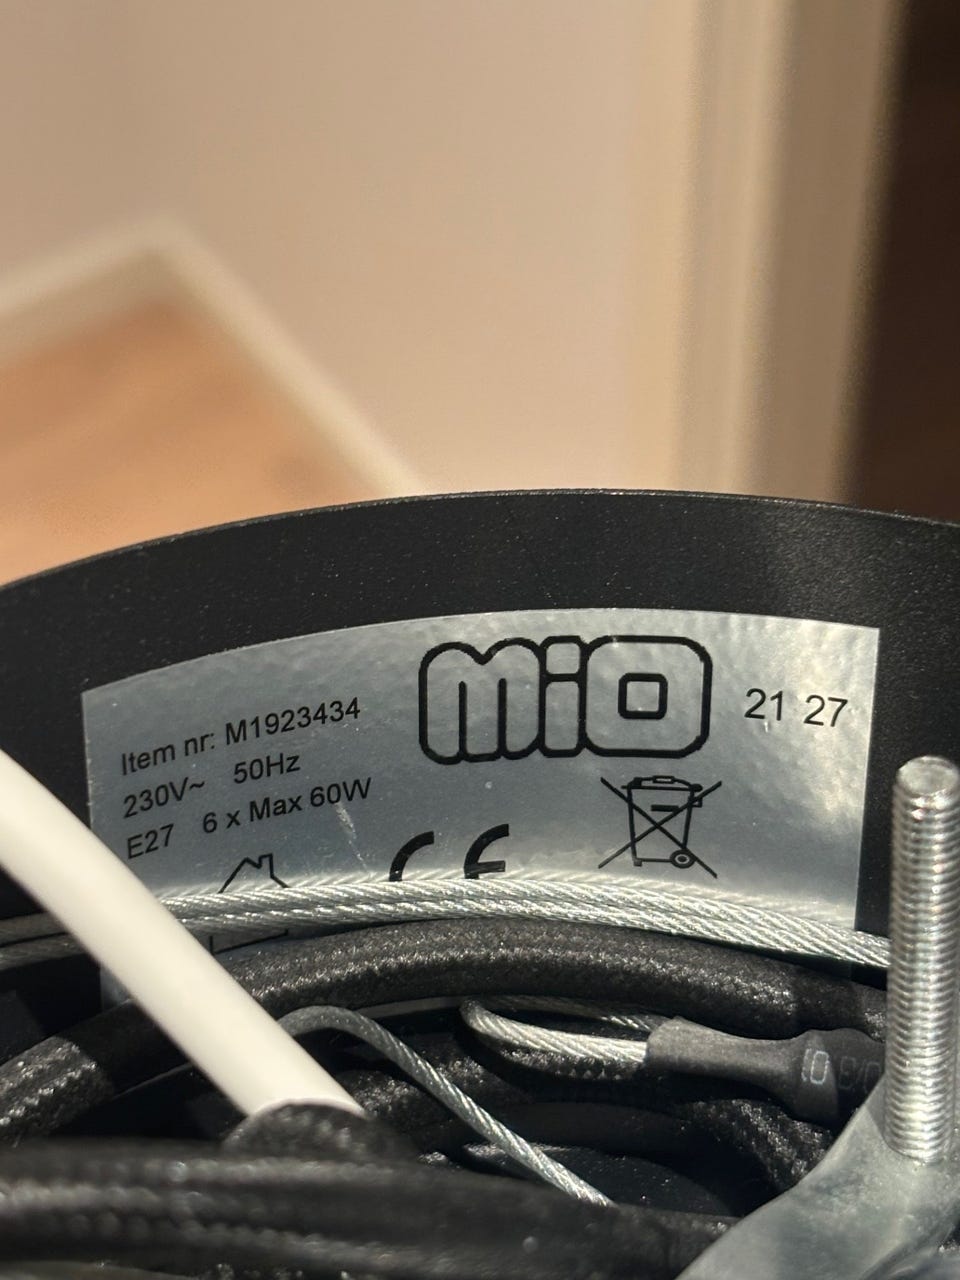 Item nr: M1923434
230V~ 50Hz
E27 6 x Max 60W
mio
21 27
CE